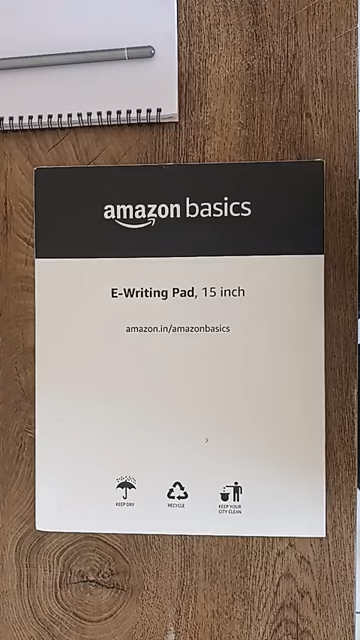 amazon basics
E-Writing Pad, 15 inch
amazon.in/amazonbasics
KEEP DRY
RECYCLE
KEEP YOUR
CITY CLEAN